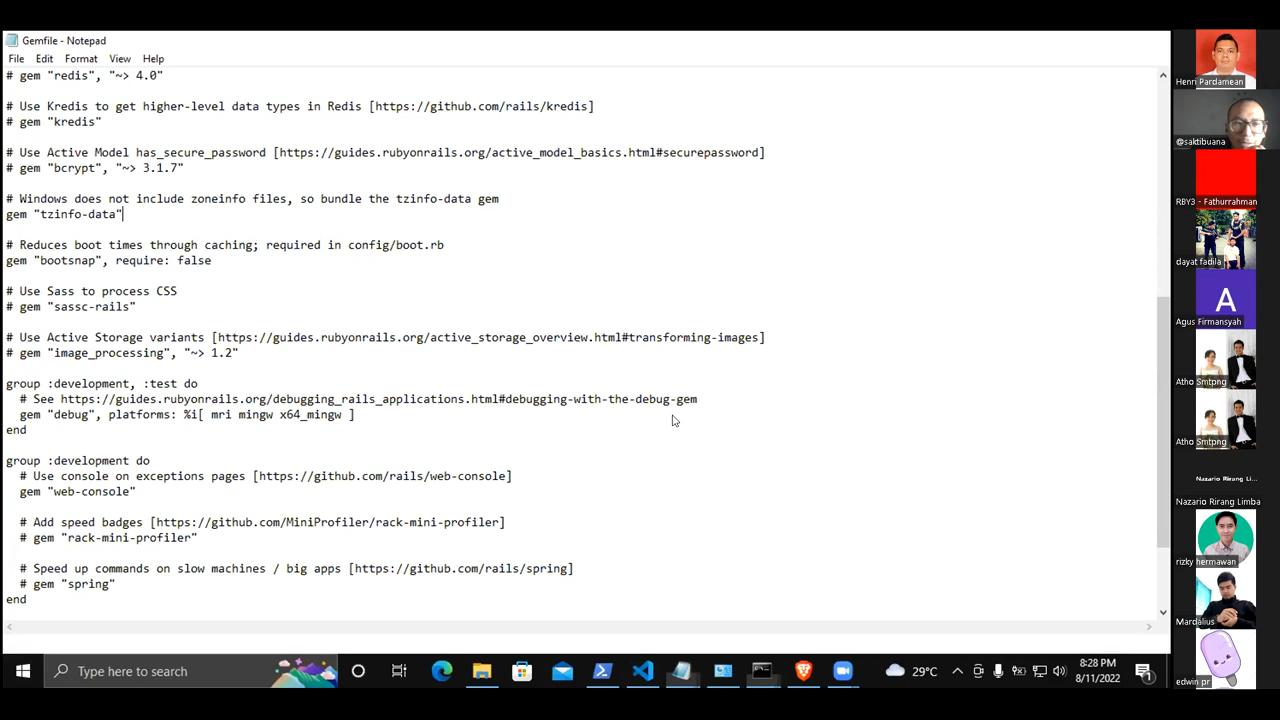 Gemfile - Notepad
File Edit Format View Help
# gem "redis", "~> 4.0"
# Use Kredis to get higher-level data types in Redis [https://github.com/rails/kredis]
# gem "kredis"
# Use Active Model has_secure_password [https://guides.rubyonrails.org/active_model_basics.html#securepassword]
# gem "bcrypt", "~> 3.1.7"
# Windows does not include zoneinfo files, so bundle the tzinfo-data gem
gem "tzinfo-data"
# Reduces boot times through caching; required in config/boot.rb
gem "bootsnap", require: false
# Use Sass to process CSS
# gem "sassc-rails"
# Use Active Storage variants [https://guides.rubyonrails.org/active_storage_overview.html#transforming-images]
# gem "image_processing", "~> 1.2"
group :development, :test do
# See https://guides.rubyonrails.org/debugging_rails_applications.html#debugging-with-the-debug-gem
gem "debug", platforms: %i[ mri mingw x64_mingw ]
end
group :development do
# Use console on exceptions pages [https://github.com/rails/web-console]
gem "web-console"
# Add speed badges [https://github.com/MiniProfiler/rack-mini-profiler]
# gem "rack-mini-profiler"
# Speed up commands on slow machines / big apps [https://github.com/rails/spring]
# gem "spring"
end
Type here to search
29°C
8:28 PM
8/11/2022
1
Henri Pardamean
@saktibuana
RBY3 - Fathurrahman
dayat fadila
A
Agus Firmansyah
Atho Smtpng
Atho Smtpng
Nazario Rirang Li...
Nazario Rirang Limba
rizky hermawan
Mardalius
edwin pr